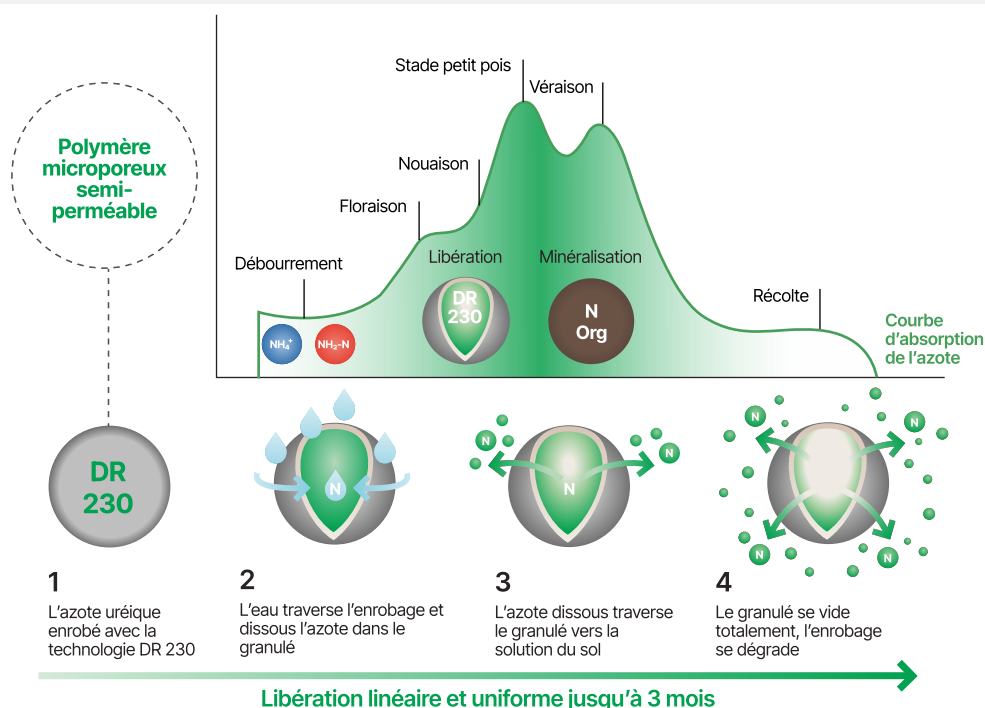 Stade petit pois
Véraison
Polymère
microporeux
semi-
perméable
Nouaison
Floraison
Débourrement
Libération
Minéralisation
DR
230
N
Org
NH₄⁺
NH₂-N
Récolte
Courbe
d'absorption
de l'azote
DR
230
N
N
N
N
N
N
N
N
1
L'azote uréique
enrobé avec la
technologie DR 230
2
L'eau traverse l'enrobage et
dissous l'azote dans le
granulé
3
L'azote dissous traverse
le granulé vers la
solution du sol
4
Le granulé se vide
totalement, l'enrobage
se dégrade
Libération linéaire et uniforme jusqu'à 3 mois